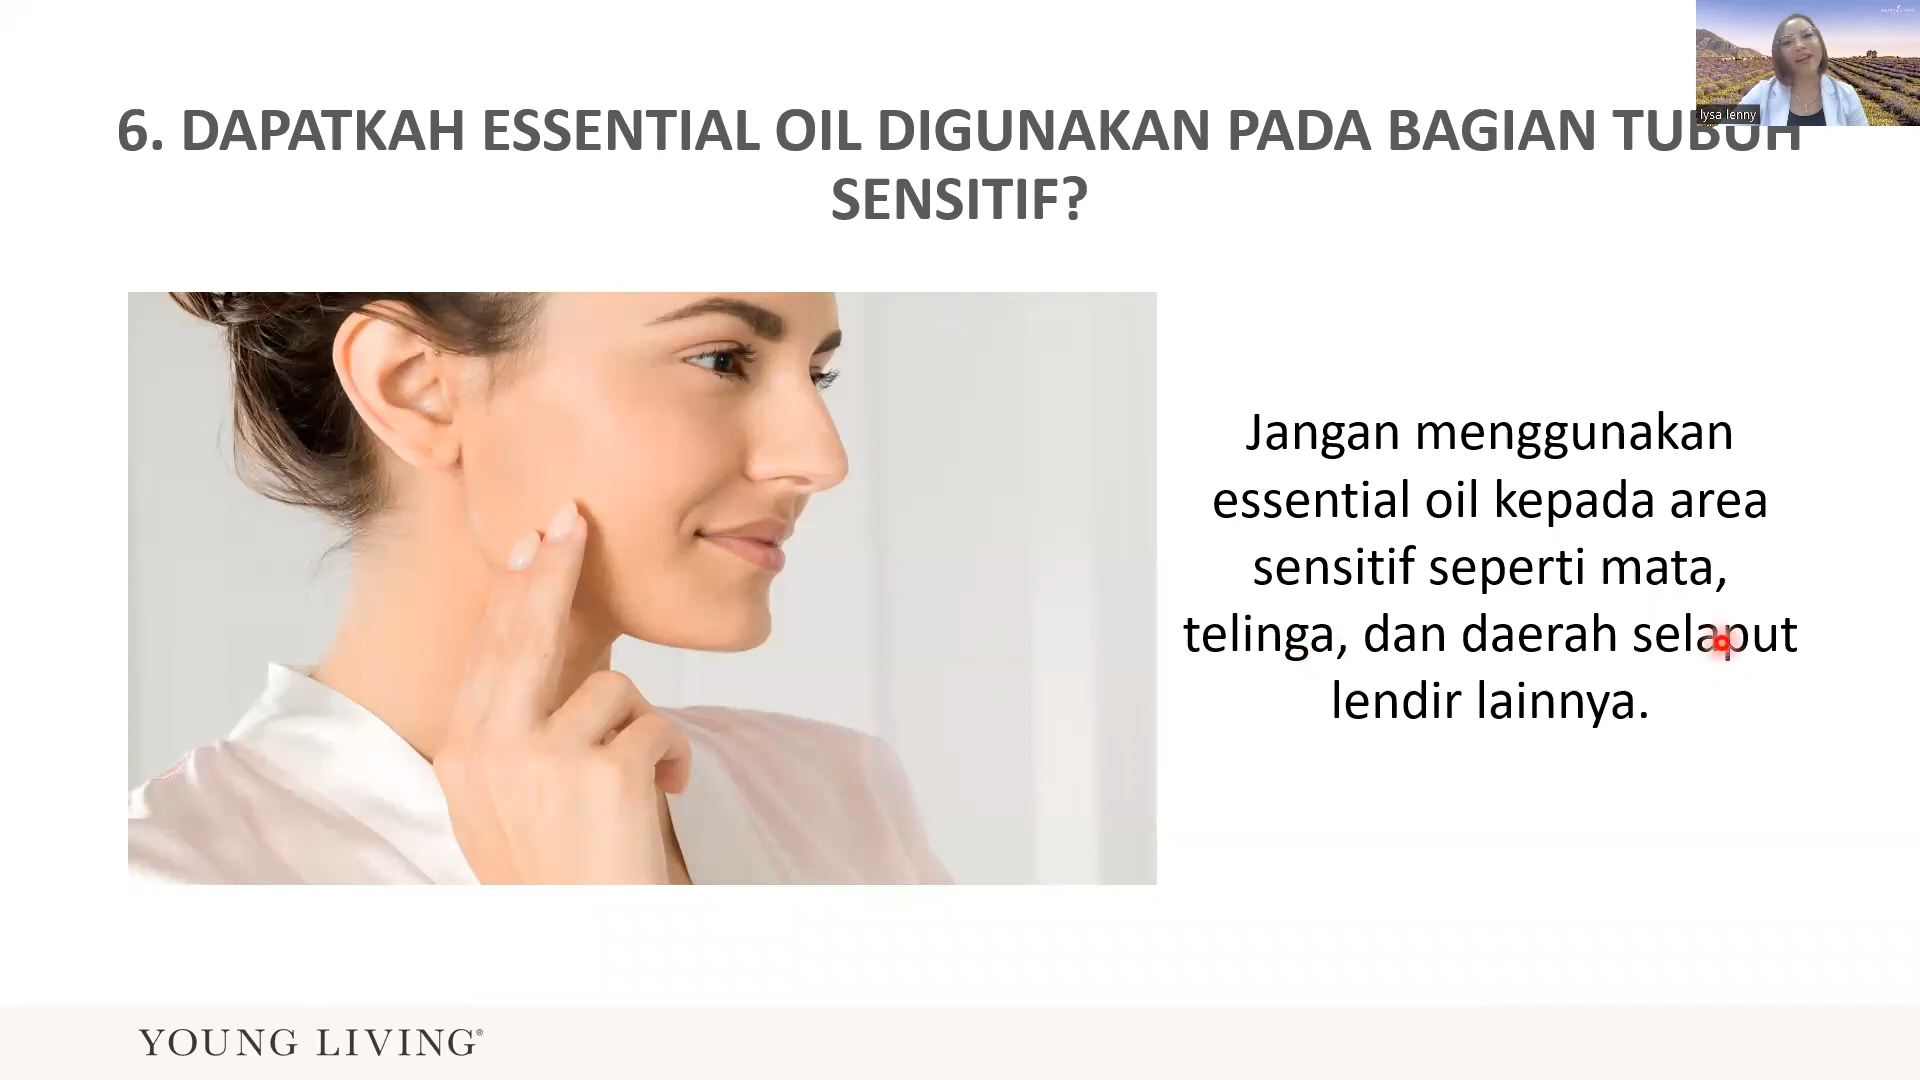 6. DAPATKAH ESSENTIAL OIL DIGUNAKAN PADA BAGIAN TUBUH
SENSITIF?
lysa lenny
Jangan menggunakan
essential oil kepada area
sensitif seperti mata,
telinga, dan daerah selaput
lendir lainnya.
YOUNG LIVING®